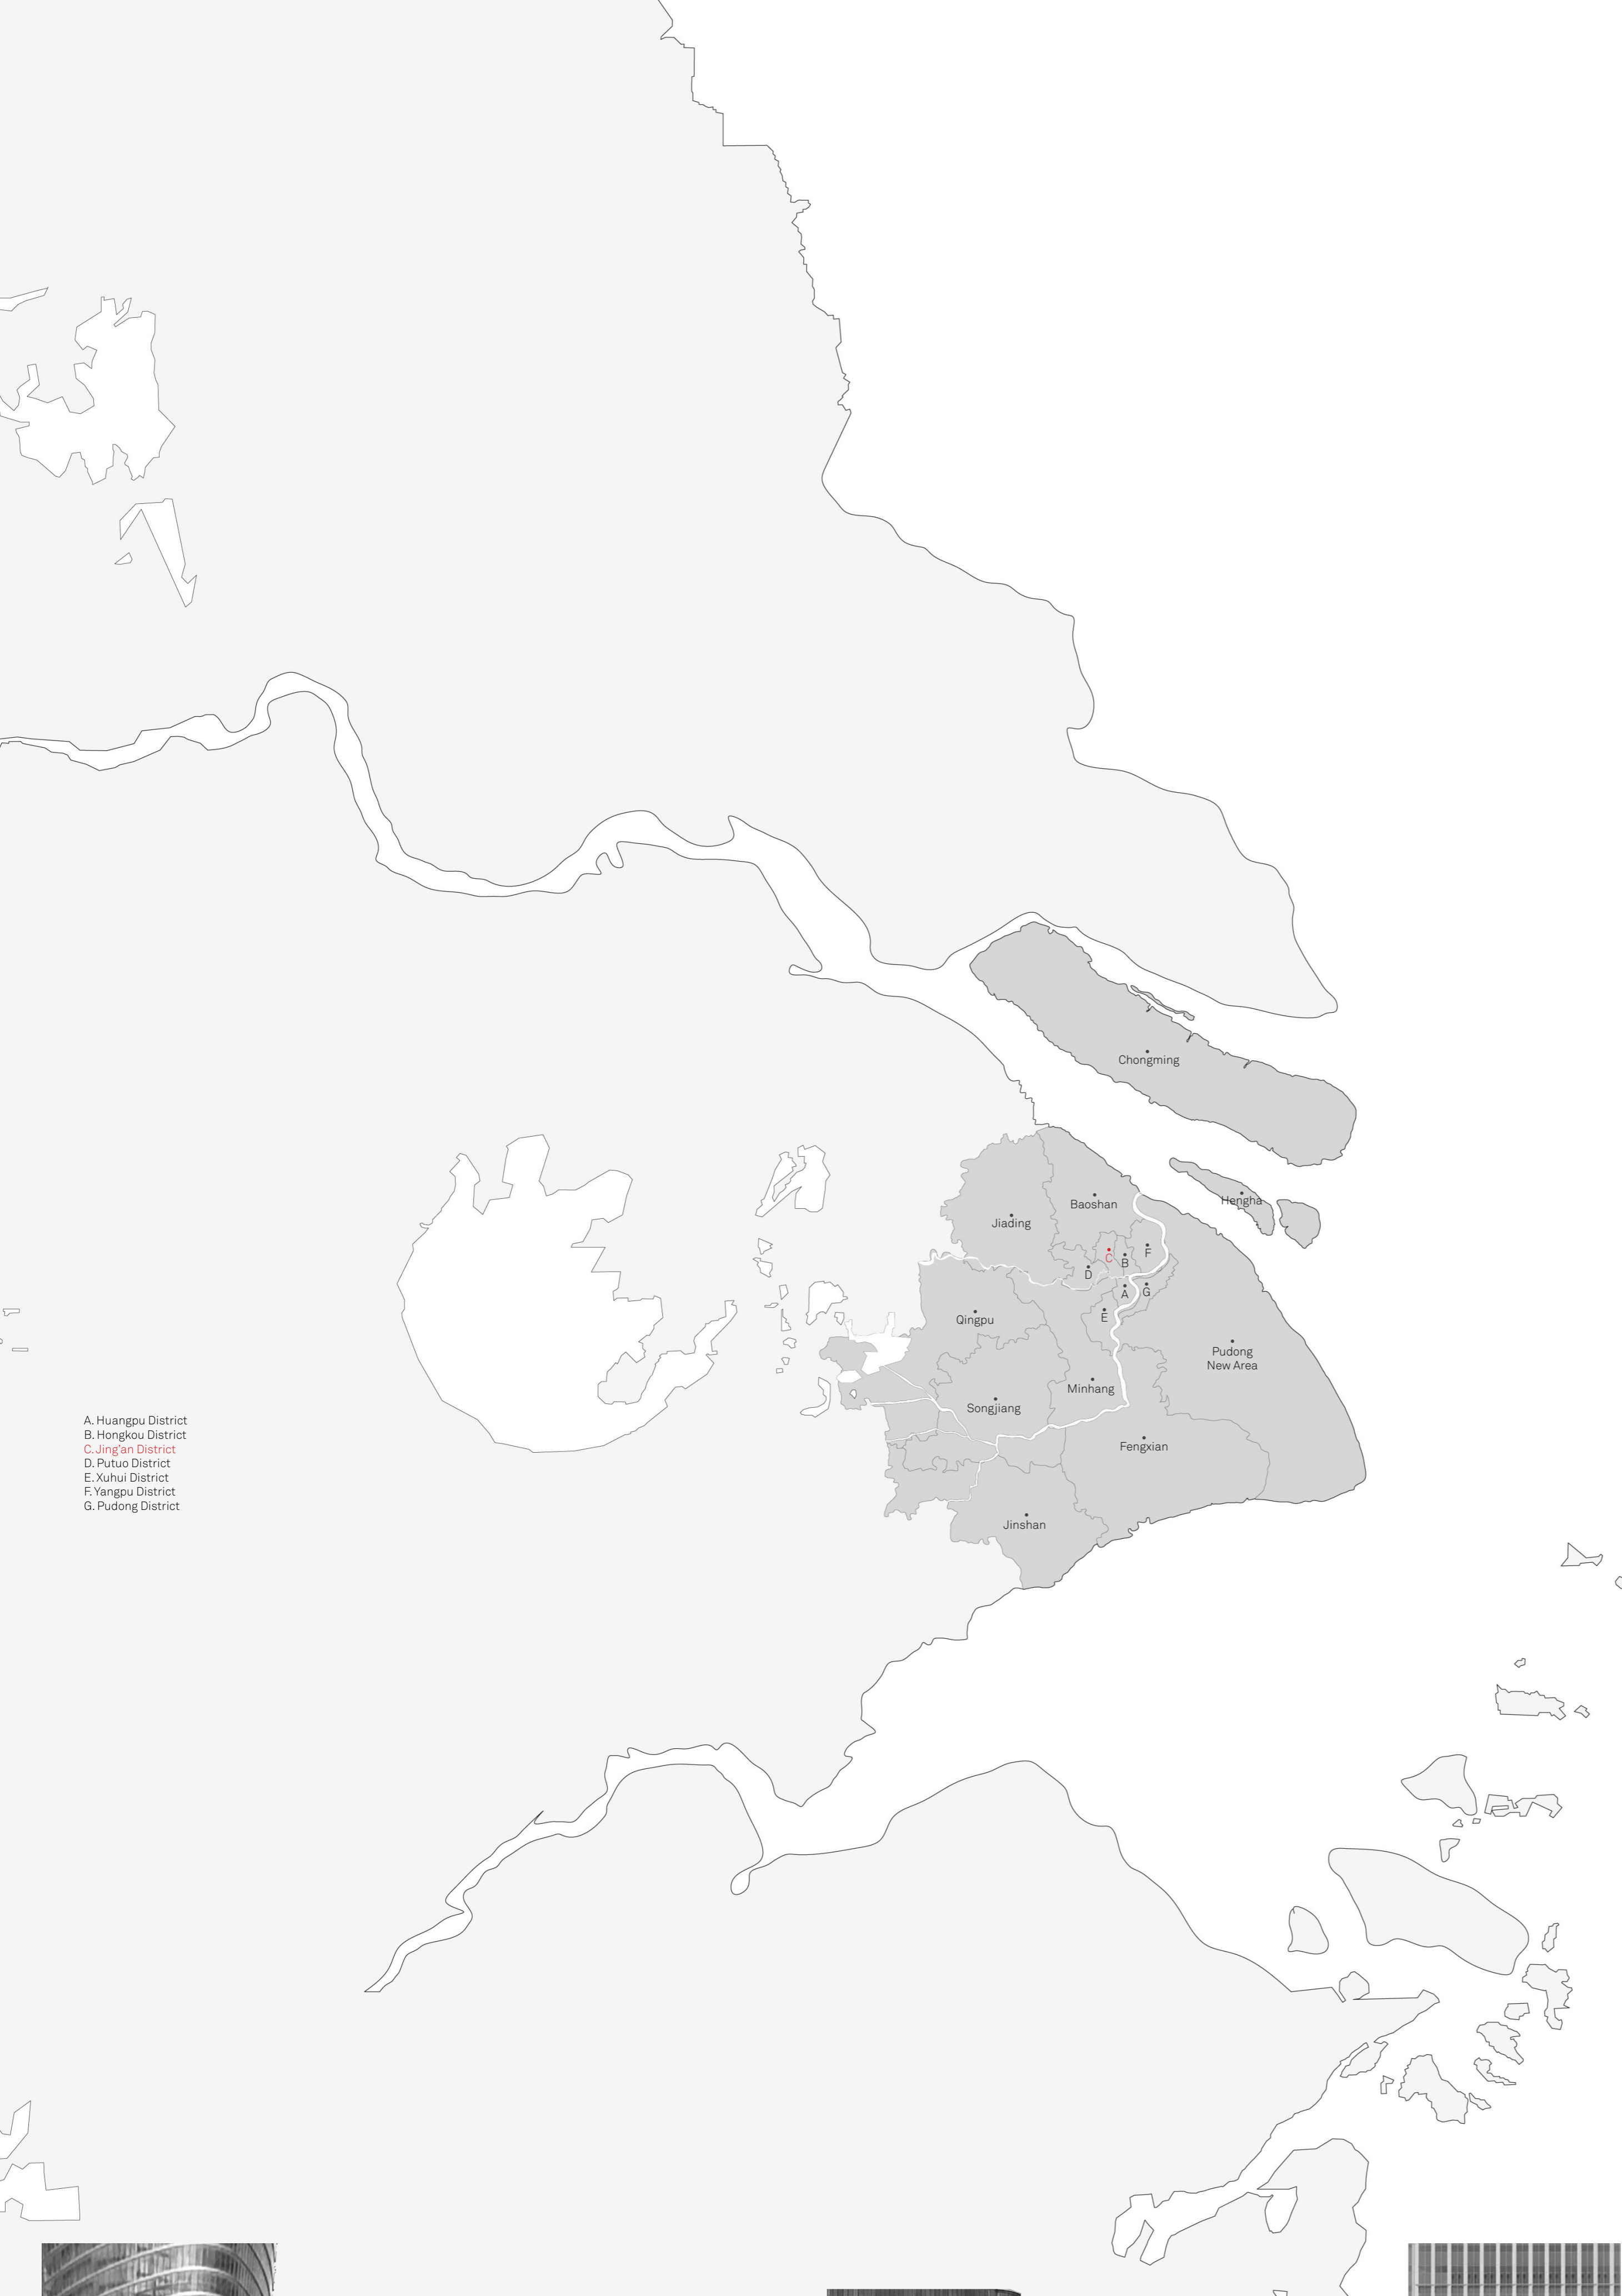 Chongming
Hengha
Baoshan
Jiading
F
C
B
D
G
A
E
Qingpu
Pudong
New Area
Minhang
Songjiang
Fengxian
Jinshan
A. Huangpu District
B. Hongkou District
C. Jing'an District
D. Putuo District
E. Xuhui District
F. Yangpu District
G. Pudong District